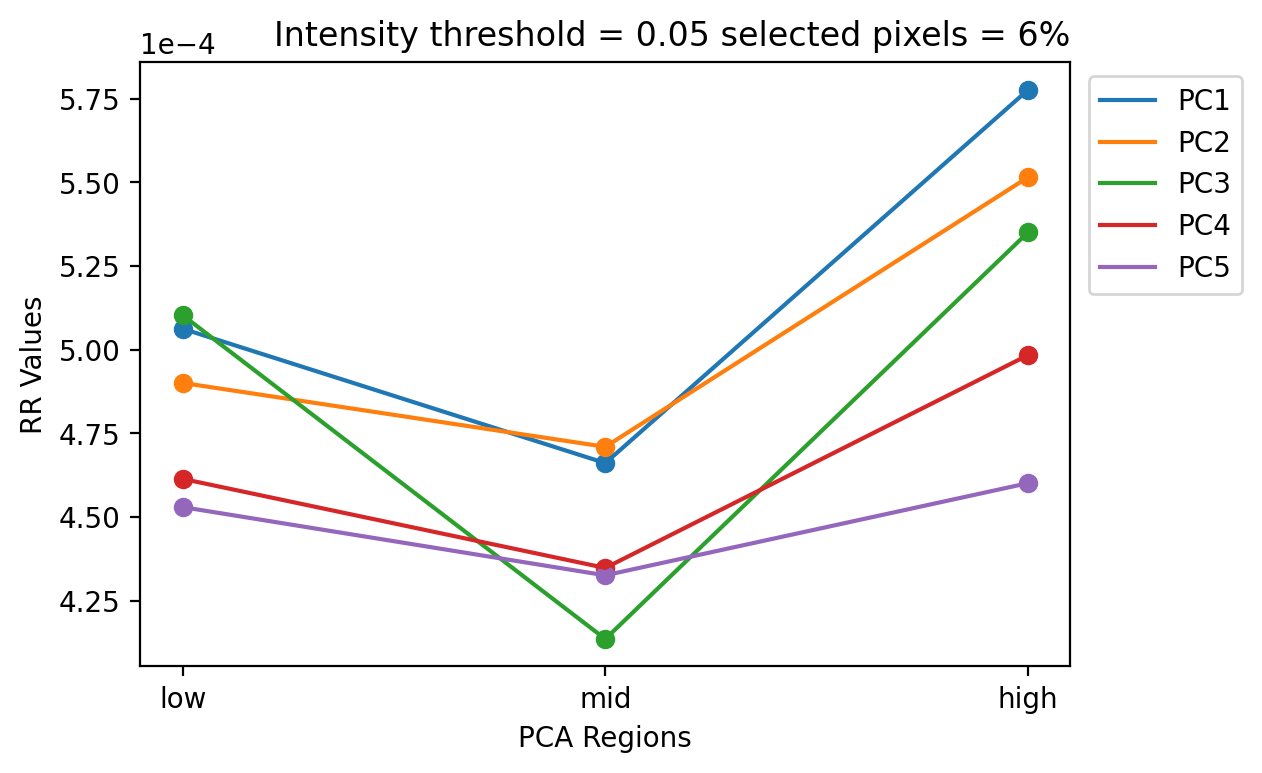 1e−4
Intensity threshold = 0.05 selected pixels = 6%
5.75
5.50
5.25
5.00
4.75
4.50
4.25
RR Values
low
mid
high
PCA Regions
PC1
PC2
PC3
PC4
PC5